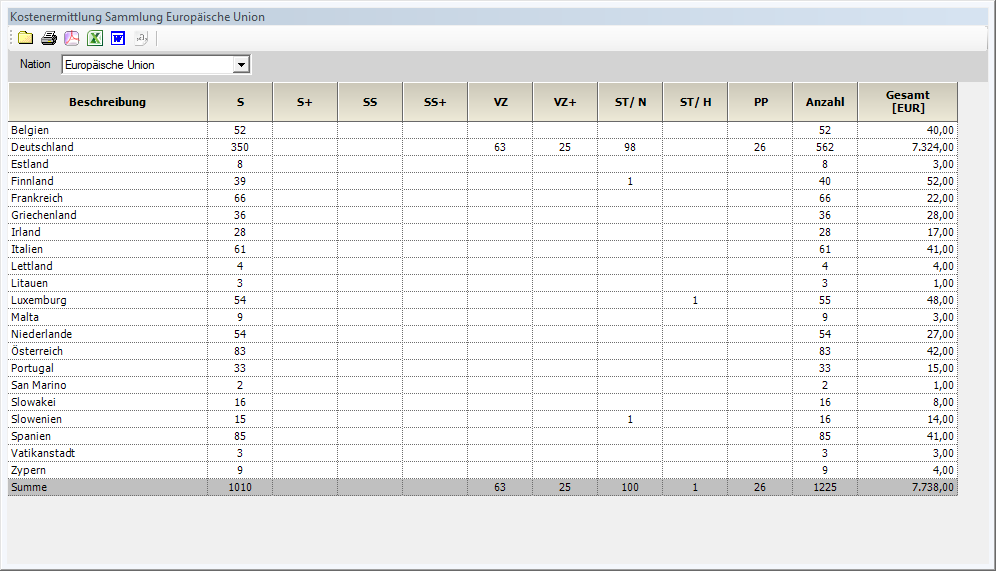 Kostenermittlung Sammlung Europäische Union
Nation Europäische Union
Beschreibung S S+ SS SS+ VZ VZ+ ST/ N ST/ H PP Anzahl Gesamt [EUR]
Belgien 52 52 40,00
Deutschland 350 63 25 98 26 562 7.324,00
Estland 8 8 3,00
Finnland 39 1 40 52,00
Frankreich 66 66 22,00
Griechenland 36 36 28,00
Irland 28 28 17,00
Italien 61 61 41,00
Lettland 4 4 4,00
Litauen 3 3 1,00
Luxemburg 54 1 55 48,00
Malta 9 9 3,00
Niederlande 54 54 27,00
Österreich 83 83 42,00
Portugal 33 33 15,00
San Marino 2 2 1,00
Slowakei 16 16 8,00
Slowenien 15 1 16 14,00
Spanien 85 85 41,00
Vatikanstadt 3 3 3,00
Zypern 9 9 4,00
Summe 1010 63 25 100 1 26 1225 7.738,00